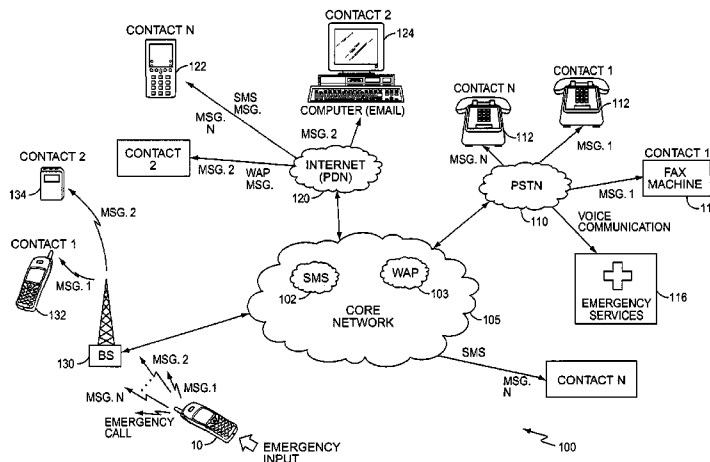 CONTACT N
122
CONTACT 2
124
COMPUTER (EMAIL)
SMS
MSG.
MSG.
N
MSG. 2
CONTACT
2
MSG. 2
WAP
MSG.
INTERNET
(PDN)
120
CONTACT N
112
CONTACT 1
112
MSG. N
MSG. 1
PSTN
110
CONTACT 1
FAX
MACHINE
11
MSG. 1
VOICE
COMMUNICATION
EMERGENCY
SERVICES
116
CONTACT 2
134
MSG. 2
CONTACT 1
132
MSG. 1
BS
130
SMS
102
WAP
103
CORE
NETWORK
105
SMS
MSG.
N
CONTACT N
MSG. 2
MSG. 1
MSG. N
EMERGENCY
CALL
10
EMERGENCY
INPUT
100